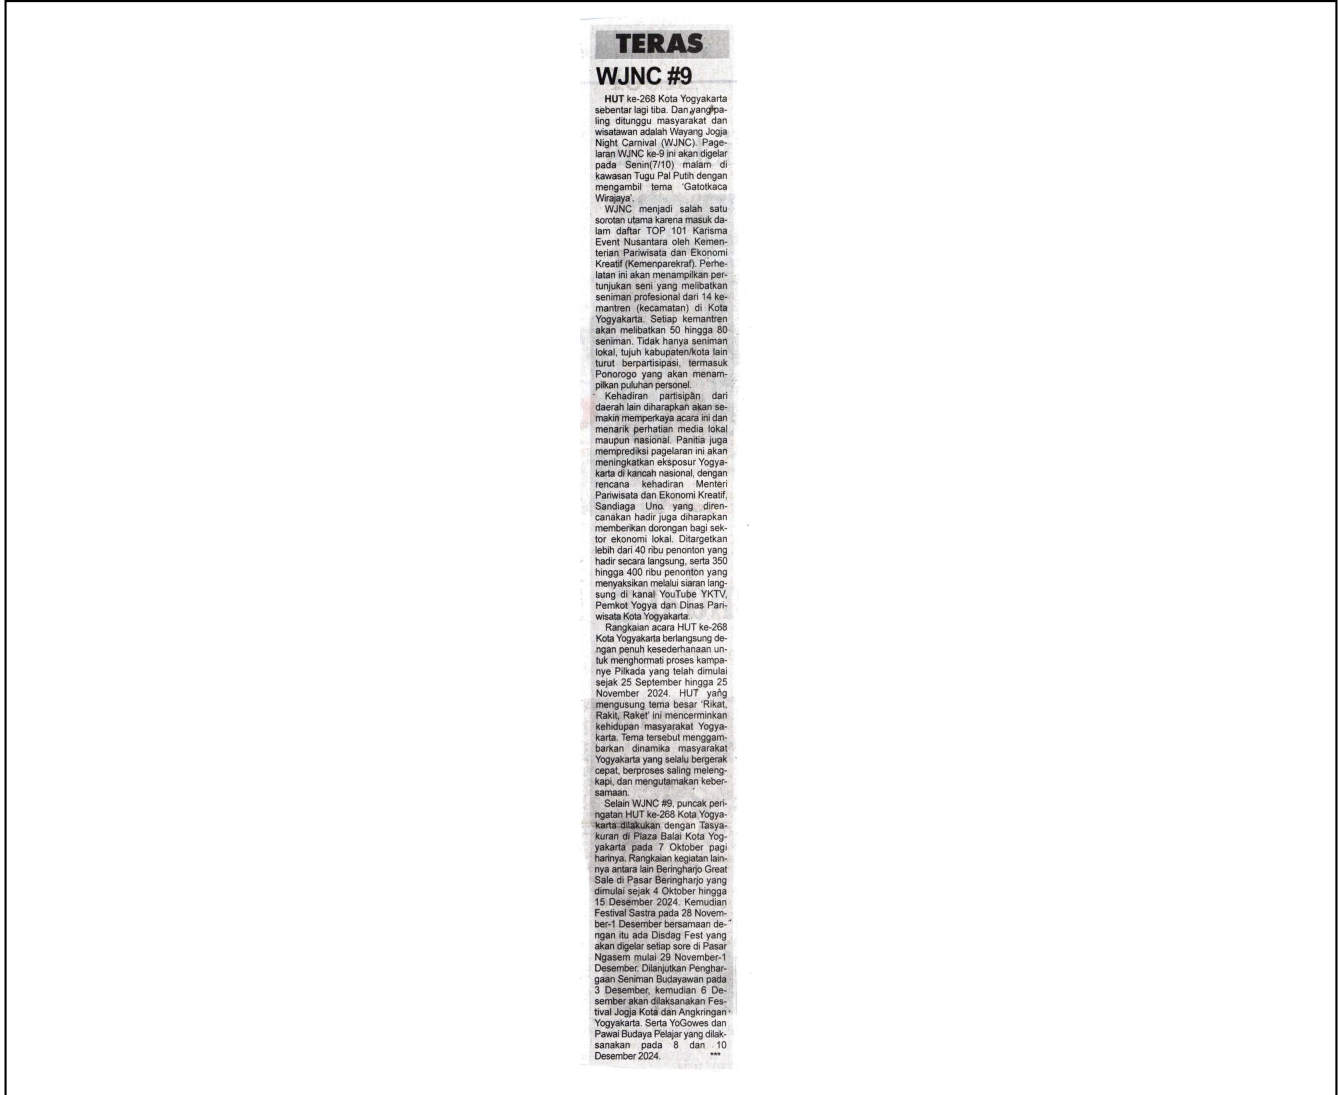 TERAS
WJNC #9
HUT ke-268 Kota Yogyakarta
sebentar lagi tiba. Dan yang pa-
ling ditunggu masyarakat dan
wisatawan adalah Wayang Jogja
Night Carnival (WJNC). Page-
laran WJNC ke-9 ini akan digelar
pada Senin(7/10) malam di
kawasan Tugu Pal Putih dengan
mengambil tema 'Gatotkaca
Wirajaya'.
WJNC menjadi salah satu
sorotan utama karena masuk da-
lam daftar TOP 101 Karisma
Event Nusantara oleh Kemen-
terian Pariwisata dan Ekonomi
Kreatif (Kemenparekraf). Perhe-
latan ini akan menampilkan per-
tunjukan seni yang melibatkan
seniman profesional dari 14 ke-
mantren (kecamatan) di Kota
Yogyakarta. Setiap kemantren
akan melibatkan 50 hingga 80
seniman. Tidak hanya seniman
lokal, tujuh kabupaten/kota lain
turut berpartisipasi, termasuk
Ponorogo yang akan menam-
pilkan puluhan personel.
Kehadiran partisipan dari
daerah lain diharapkan akan se-
makin memperkaya acara ini dan
menarik perhatian media lokal
maupun nasional. Panitia juga
memprediksi pagelaran ini akan
meningkatkan eksposur Yogya-
karta di kancah nasional, dengan
rencana kehadiran Menteri
Pariwisata dan Ekonomi Kreatif,
Sandiaga Uno. yang diren-
canakan hadir juga diharapkan
memberikan dorongan bagi sek-
tor ekonomi lokal. Ditargetkan
lebih dari 40 ribu penonton yang
hadir secara langsung, serta 350
hingga 400 ribu penonton yang
menyaksikan melalui siaran lang-
sung di kanal YouTube YKTV,
Pemkot Yogya dan Dinas Pari-
wisata Kota Yogyakarta.
Rangkaian acara HUT ke-268
Kota Yogyakarta berlangsung de-
ngan penuh kesederhanaan un-
tuk menghormati proses kampa-
nye Pilkada yang telah dimulai
sejak 25 September hingga 25
November 2024. HUT yang
mengusung tema besar 'Rikat,
Rakit, Raket' ini mencerminkan
kehidupan masyarakat Yogya-
karta. Tema tersebut menggam-
barkan dinamika masyarakat
Yogyakarta yang selalu bergerak
cepat, berproses saling meleng-
kapi, dan mengutamakan keber-
samaan.
Selain WJNC #9, puncak peri-
ngatan HUT ke-268 Kota Yogya-
karta dilakukan dengan Tasya-
kuran di Plaza Balai Kota Yog-
yakarta pada 7 Oktober pagi
harinya. Rangkaian kegiatan lain-
nya antara lain Beringharjo Great
Sale di Pasar Beringharjo yang
dimulai sejak 4 Oktober hingga
15 Desember 2024. Kemudian
Festival Sastra pada 28 Novem-
ber-1 Desember bersamaan de-
ngan itu ada Disdag Fest yang
akan digelar setiap sore di Pasar
Ngasem mulai 29 November-1
Desember. Dilanjutkan Penghar-
gaan Seniman Budayawan pada
3 Desember, kemudian 6 De-
sember akan dilaksanakan Fes-
tival Jogja Kota dan Angkringan
Yogyakarta. Serta YoGowes dan
Pawai Budaya Pelajar yang dilak-
sanakan pada 8 dan 10
Desember 2024. ***